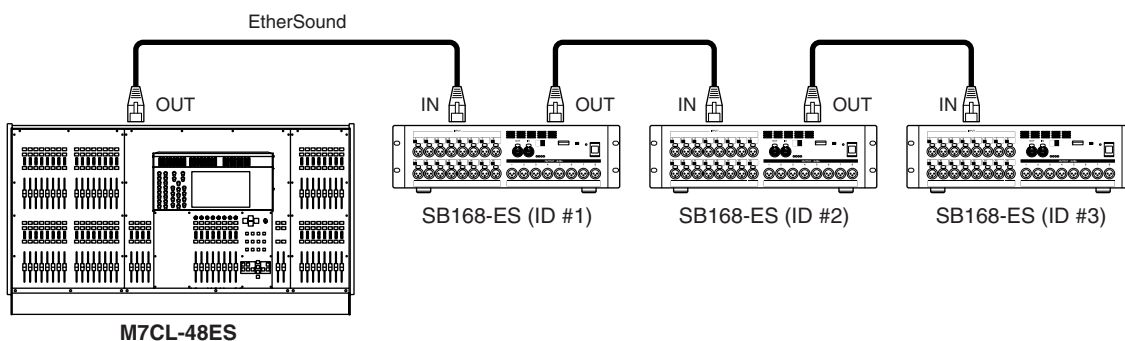 EtherSound
OUT
IN
OUT
IN
OUT
IN
SB168-ES (ID #1)
SB168-ES (ID #2)
SB168-ES (ID #3)
M7CL-48ES